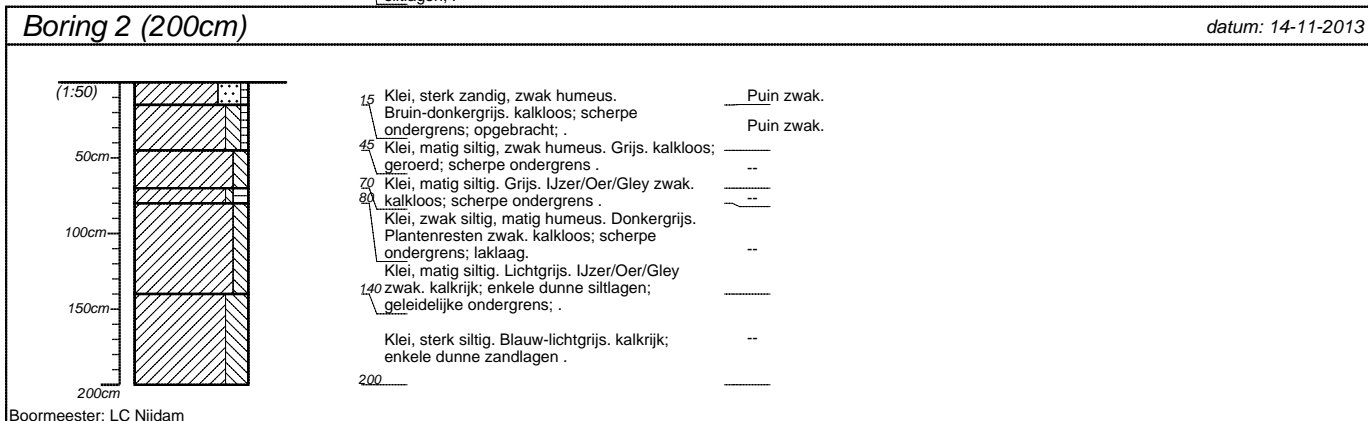 siltlagen; .
Boring 2 (200cm)
datum: 14-11-2013
(1:50)
50cm
100cm
150cm
200cm
15 Klei, sterk zandig, zwak humeus.
Bruin-donkergrijs. kalkloos; scherpe
ondergrens; opgebracht; .
45 Klei, matig siltig, zwak humeus. Grijs. kalkloos;
geroerd; scherpe ondergrens .
70 Klei, matig siltig. Grijs. IJzer/Oer/Gley zwak.
80 kalkloos; scherpe ondergrens .
Klei, zwak siltig, matig humeus. Donkergrijs.
Plantenresten zwak. kalkloos; scherpe
ondergrens; laklaag.
Klei, matig siltig. Lichtgrijs. IJzer/Oer/Gley
140 zwak. kalkrijk; enkele dunne siltlagen;
geleidelijke ondergrens; .
Klei, sterk siltig. Blauw-lichtgrijs. kalkrijk;
enkele dunne zandlagen .
200
Puin zwak.
Puin zwak.
--
--
--
--
Boormeester: LC Nijdam